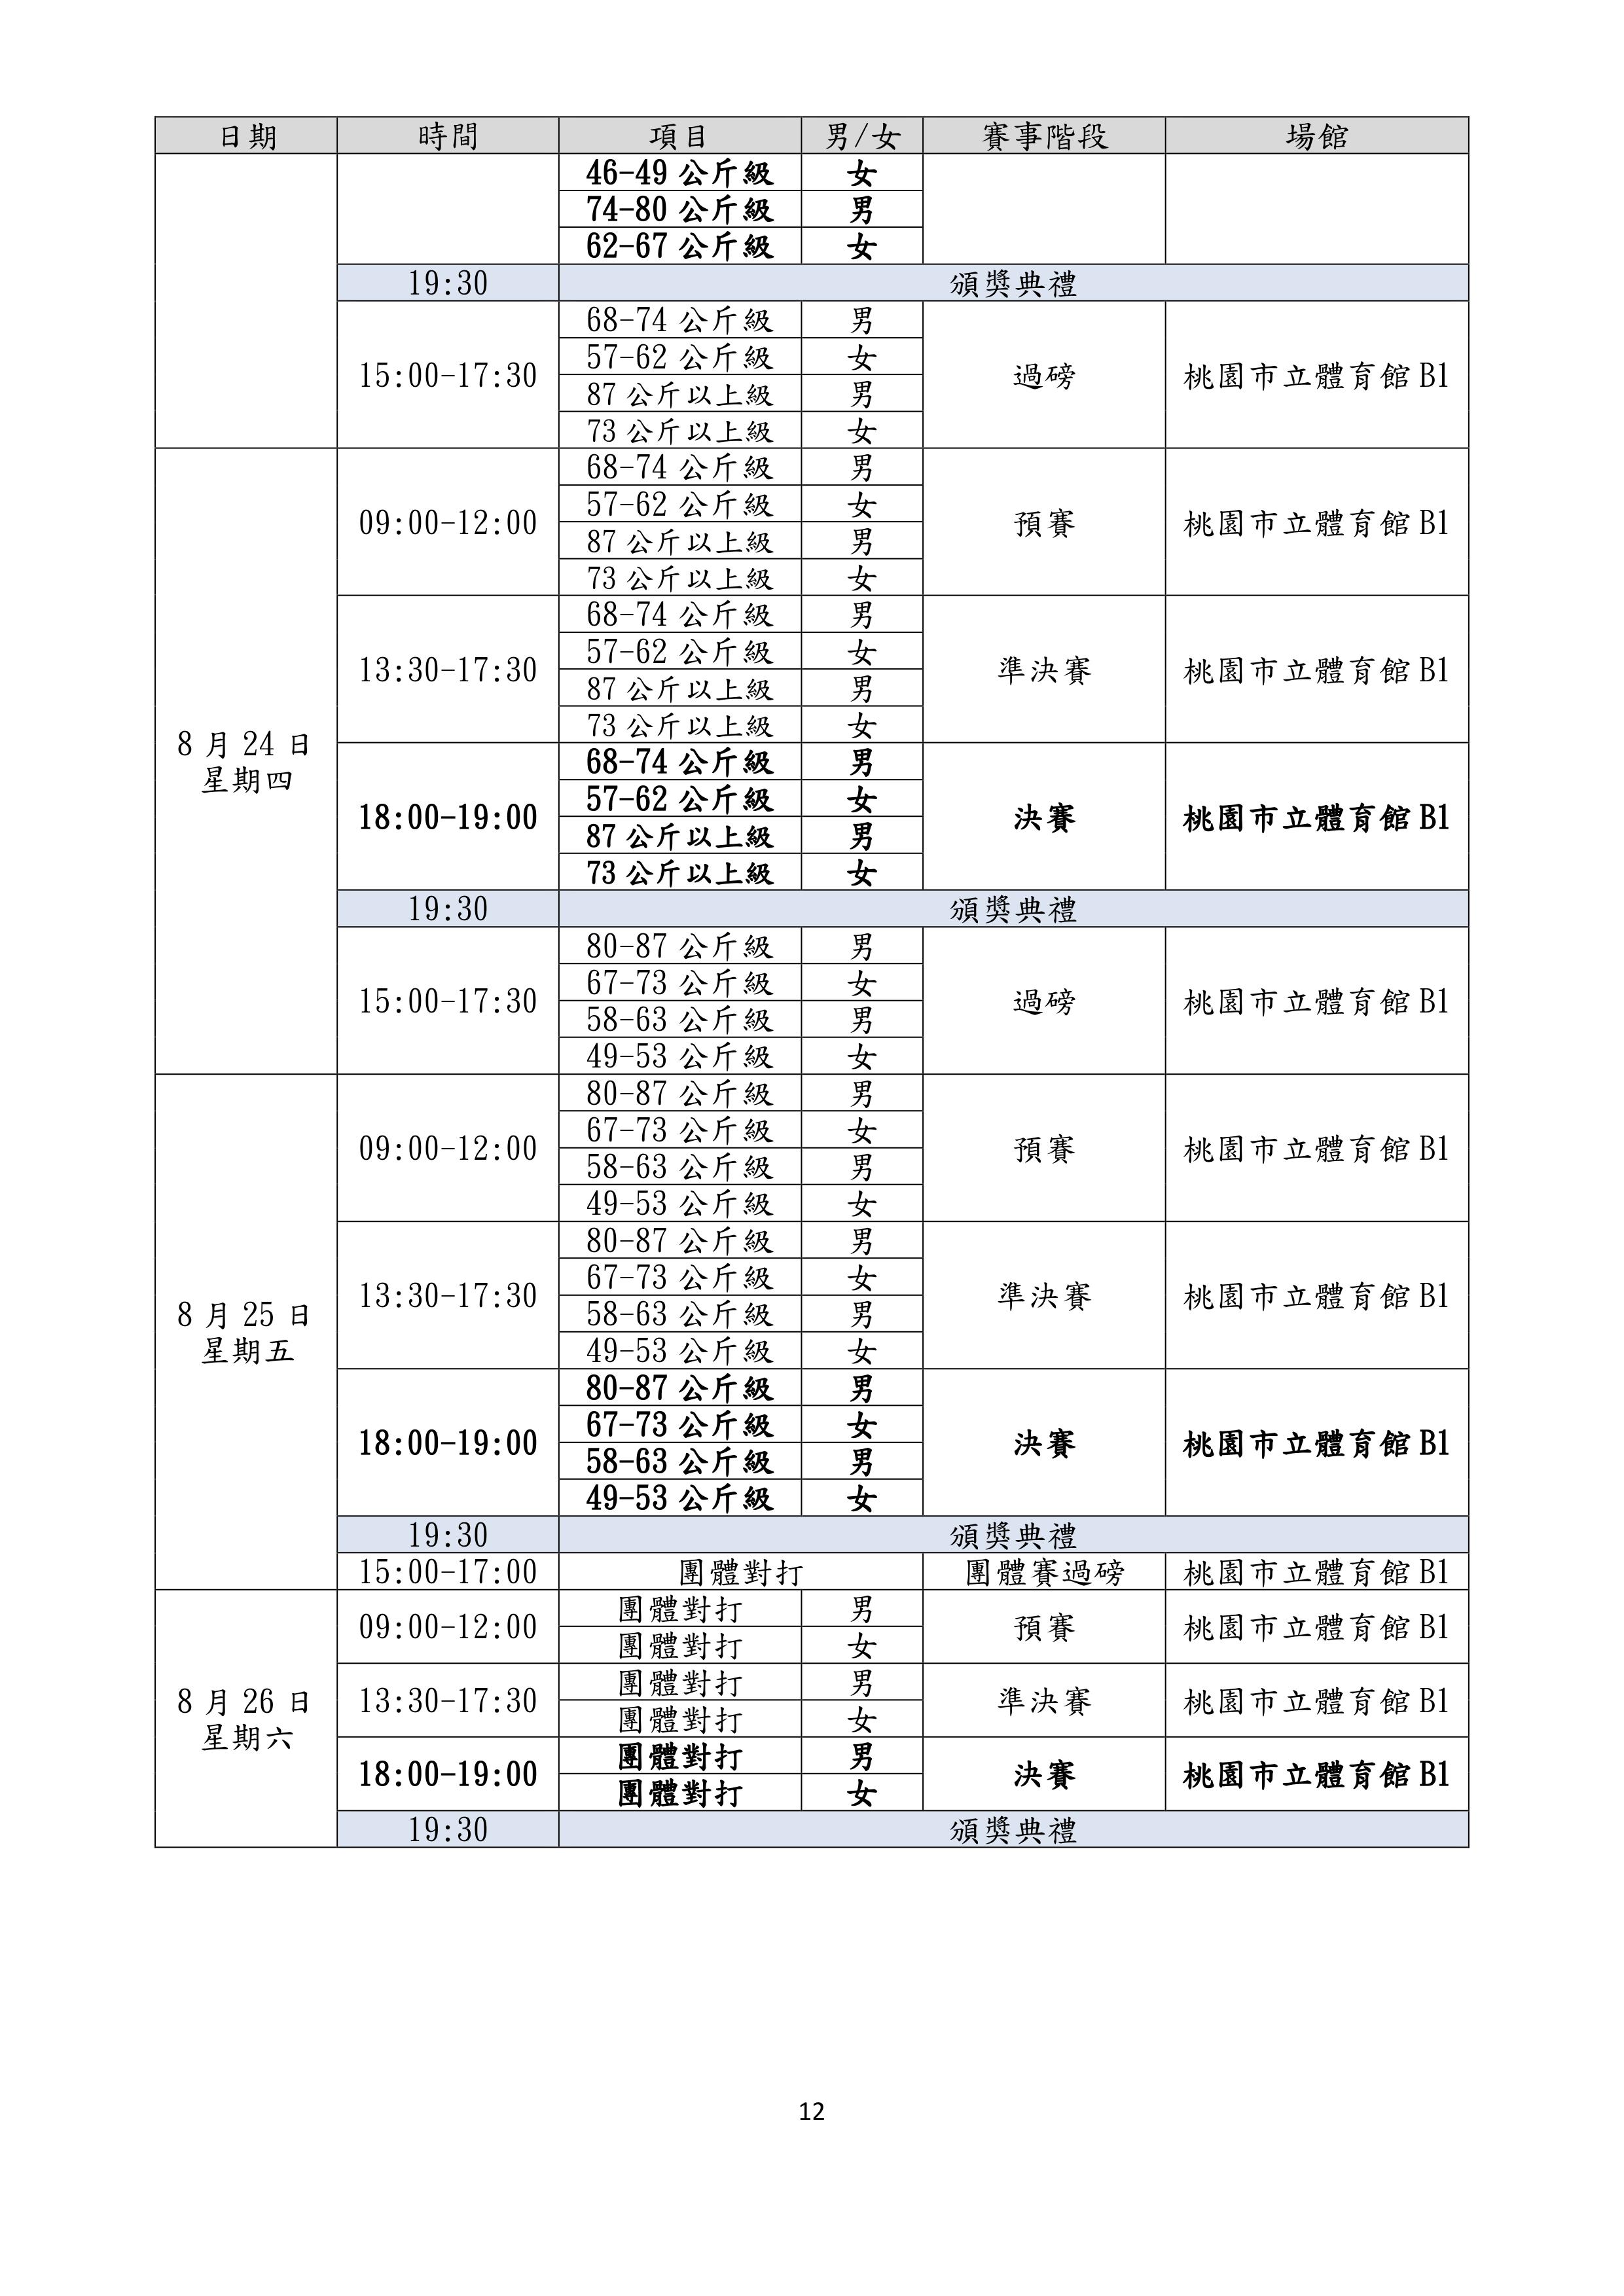 日期 時間 項目 男/女 賽事階段 場館
46-49 公斤級 女
74-80 公斤級 男
62-67 公斤級 女
19:30 頒獎典禮
68-74 公斤級 男
57-62 公斤級 女
15:00-17:30 過磅 桃園市立體育館 B1
87 公斤以上級 男
73 公斤以上級 女
68-74 公斤級 男
57-62 公斤級 女
09:00-12:00 預賽 桃園市立體育館 B1
87 公斤以上級 男
73 公斤以上級 女
68-74 公斤級 男
57-62 公斤級 女
13:30-17:30 準決賽 桃園市立體育館 B1
87 公斤以上級 男
73 公斤以上級 女
8 月 24 日
星期四
68-74 公斤級 男
57-62 公斤級 女
18:00-19:00 決賽 桃園市立體育館 B1
87 公斤以上級 男
73 公斤以上級 女
19:30 頒獎典禮
80-87 公斤級 男
67-73 公斤級 女
15:00-17:30 過磅 桃園市立體育館 B1
58-63 公斤級 男
49-53 公斤級 女
80-87 公斤級 男
67-73 公斤級 女
09:00-12:00 預賽 桃園市立體育館 B1
58-63 公斤級 男
49-53 公斤級 女
80-87 公斤級 男
67-73 公斤級 女
13:30-17:30 準決賽 桃園市立體育館 B1
58-63 公斤級 男
49-53 公斤級 女
8 月 25 日
星期五
80-87 公斤級 男
67-73 公斤級 女
18:00-19:00 決賽 桃園市立體育館 B1
58-63 公斤級 男
49-53 公斤級 女
19:30 頒獎典禮
15:00-17:00 團體對打 團體賽過磅 桃園市立體育館 B1
團體對打 男
09:00-12:00 預賽 桃園市立體育館 B1
團體對打 女
8 月 26 日
星期六
團體對打 男
13:30-17:30 準決賽 桃園市立體育館 B1
團體對打 女
團體對打 男
18:00-19:00 決賽 桃園市立體育館 B1
團體對打 女
19:30 頒獎典禮
12